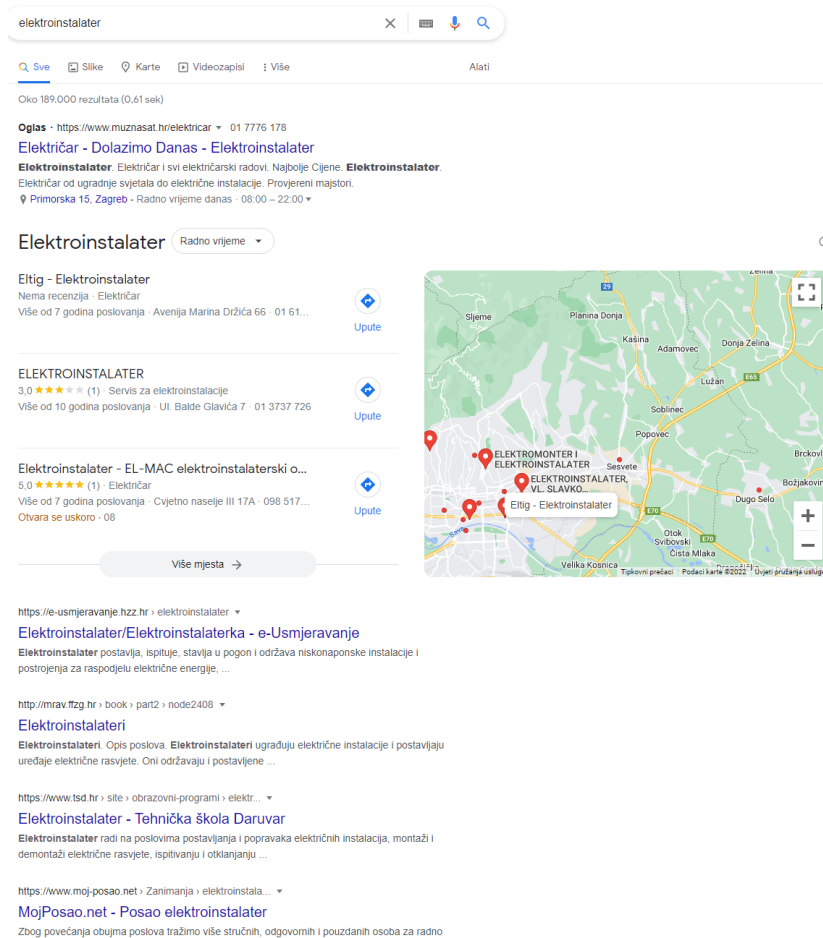 elektroinstalater
Sve Slike Karte Videozapisi Više Alati
Oko 189.000 rezultata (0,61 sek)
Oglas · https://www.muznasat.hr/elektricar 01 7776 178
Električar - Dolazimo Danas - Elektroinstalater
Elektroinstalater. Električar i svi električarski radovi. Najbolje Cijene. Elektroinstalater.
Električar od ugradnje svjetala do električne instalacije. Provjereni majstori.
Primorska 15, Zagreb - Radno vrijeme danas · 08:00 – 22:00
Elektroinstalater Radno vrijeme
Eltig - Elektroinstalater
Nema recenzija · Električar
Više od 7 godina poslovanja · Avenija Marina Držića 66 · 01 61...
Upute
ELEKTROINSTALATER
3,0 (1) · Servis za elektroinstalacije
Više od 10 godina poslovanja · Ul. Balde Glavića 7 · 01 3737 726
Upute
Elektroinstalater - EL-MAC elektroinstalaterski o...
5,0 (1) · Električar
Više od 7 godina poslovanja · Cvjetno naselje III 17A · 098 517...
Otvara se uskoro · 08
Upute
Više mjesta →
Zelina
29
Sljeme
Planina Donja
Kašina
Adamovec
Donja Zelina
E65
Lužan
Soblinec
Popovec
ELEKTROMONTER I
ELEKTROINSTALATER
Sesvete
Brckovl
ELEKTROINSTALATER,
VL. SLAVKO...
Božjakovin
Dugo Selo
Eltig - Elektroinstalater
E70
Sava
Otok
Svibovski
E70
Čista Mlaka
Velika Kosnica
Tipkovni prečaci Podaci karte ©2022 Uvjeti pružanja uslug
https://e-usmjeravanje.hzz.hr › elektroinstalater
Elektroinstalater/Elektroinstalaterka - e-Usmjeravanje
Elektroinstalater postavlja, ispituje, stavlja u pogon i održava niskonaponske instalacije i
postrojenja za raspodjelu električne energije, ...
http://mrav.ffzg.hr › book › part2 › node2408
Elektroinstalateri
Elektroinstalateri. Opis poslova. Elektroinstalateri ugrađuju električne instalacije i postavljaju
uređaje električne rasvjete. Oni održavaju i postavljene ...
https://www.tsd.hr › site › obrazovni-programi › elektr...
Elektroinstalater - Tehnička škola Daruvar
Elektroinstalater radi na poslovima postavljanja i popravaka električnih instalacija, montaži i
demontaži električne rasvjete, ispitivanju i otklanjanju ...
https://www.moj-posao.net › Zanimanja › elektroinstala...
MojPosao.net - Posao elektroinstalater
Zbog povećanja obujma poslova tražimo više stručnih, odgovornih i pouzdanih osoba za radno